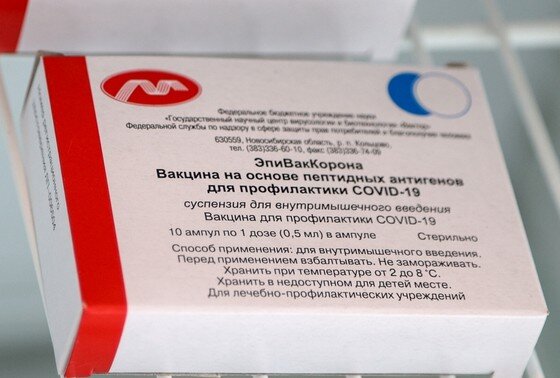 Федеральное бюджетное учреждение науки
«Государственный научный центр вирусологии и биотехнологии «Вектор»
Федеральной службы по надзору в сфере защиты прав потребителей и благополучия человека
630559, Новосибирская область, р. п. Кольцово,
тел. (383)336-60-10, факс (383)336-74-09
ЭпиВакКорона
Вакцина на основе пептидных антигенов
для профилактики COVID-19
суспензия для внутримышечного введения
Вакцина для профилактики COVID-19
10 ампул по 1 дозе (0,5 мл) в ампуле Стерильно
Способ применения: для внутримышечного введения.
Перед применением взбалтывать. Не замораживать.
Хранить при температуре от 2 до 8°С.
Хранить в недоступном для детей месте.
Для лечебно-профилактических учреждений